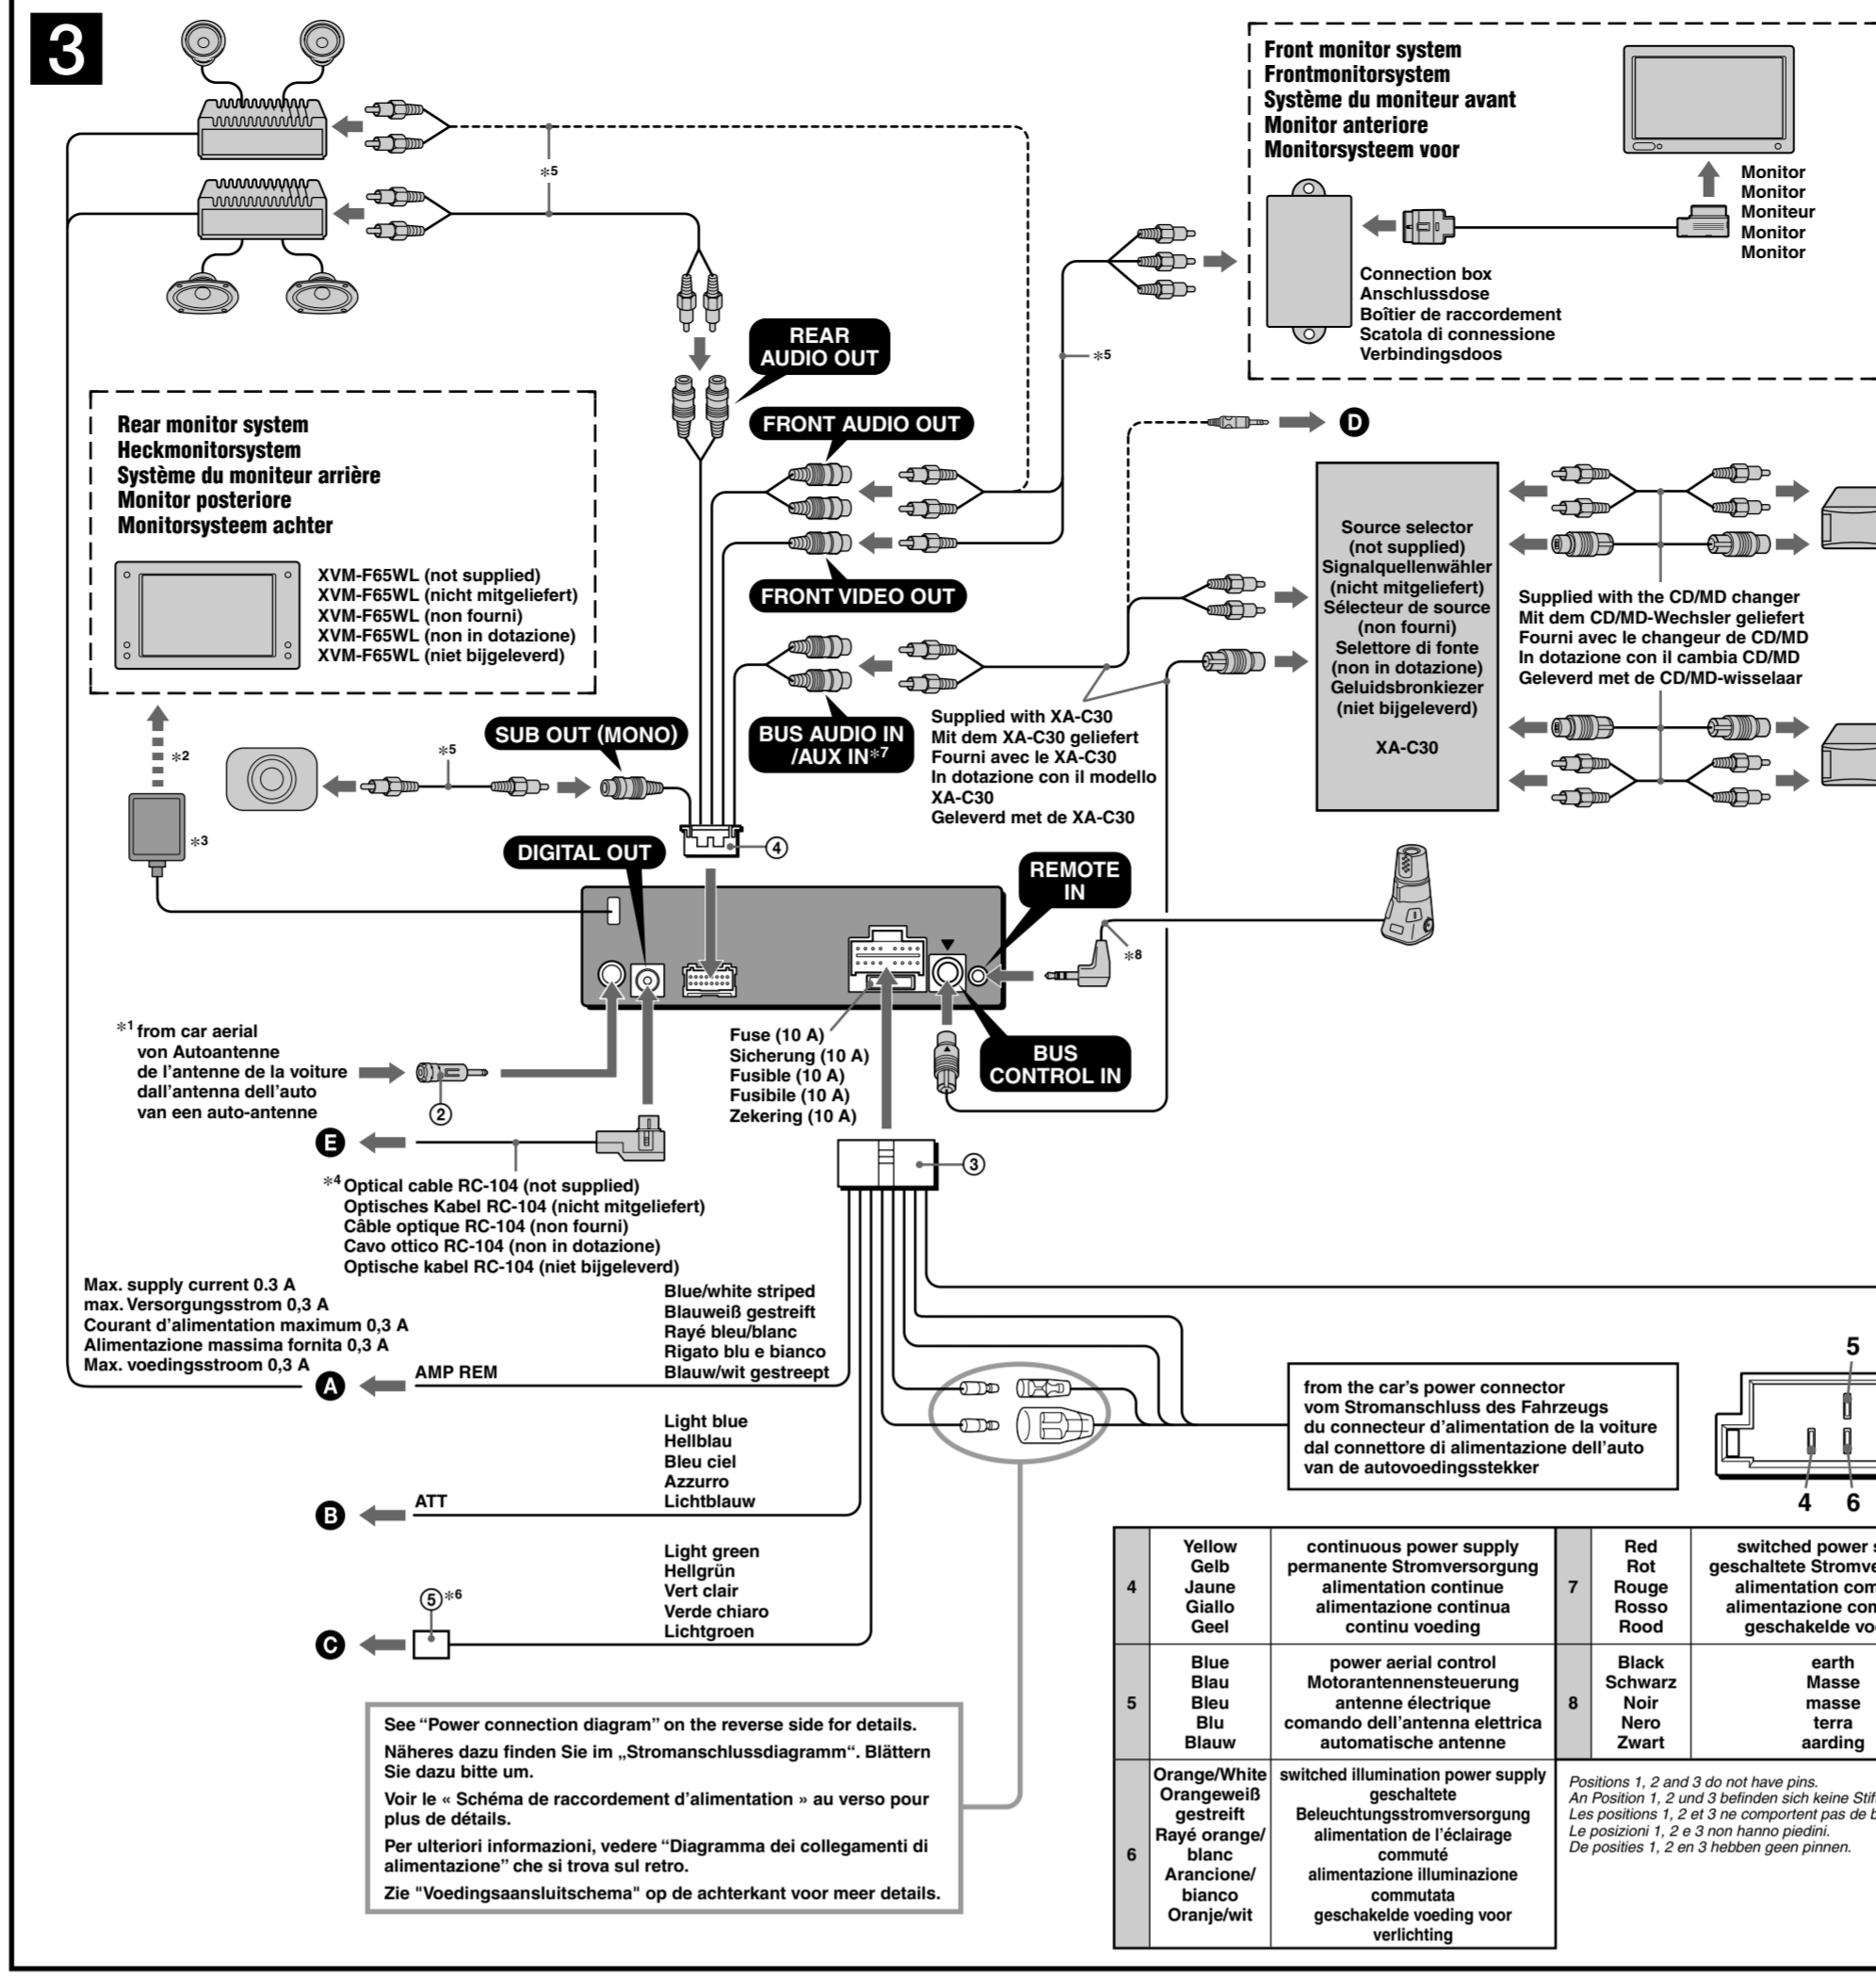 3
Front monitor system
Frontmonitorsystem
Système du moniteur avant
Monitor anteriore
Monitorsysteem voor
Monitor
Monitor
Moniteur
Monitor
Monitor
Connection box
Anschlussdose
Boîtier de raccordement
Scatola di connessione
Verbindingsdoos
*5
*5
REAR
AUDIO OUT
FRONT AUDIO OUT
D
Rear monitor system
Heckmonitorsystem
Système du moniteur arrière
Monitor posteriore
Monitorsysteem achter
XVM-F65WL (not supplied)
XVM-F65WL (nicht mitgeliefert)
XVM-F65WL (non fourni)
XVM-F65WL (non in dotazione)
XVM-F65WL (niet bijgeleverd)
FRONT VIDEO OUT
Source selector
(not supplied)
Signalquellenwähler
(nicht mitgeliefert)
Sélecteur de source
(non fourni)
Selettore di fonte
(non in dotazione)
Geluidsbronkiezer
(niet bijgeleverd)
XA-C30
Supplied with the CD/MD changer
Mit dem CD/MD-Wechsler geliefert
Fourni avec le changeur de CD/MD
In dotazione con il cambia CD/MD
Geleverd met de CD/MD-wisselaar
SUB OUT (MONO)
BUS AUDIO IN
/AUX IN*7
Supplied with XA-C30
Mit dem XA-C30 geliefert
Fourni avec le XA-C30
In dotazione con il modello
XA-C30
Geleverd met de XA-C30
*2
*5
*3
DIGITAL OUT
4
REMOTE
IN
*8
*1 from car aerial
von Autoantenne
de l'antenne de la voiture
dall'antenna dell'auto
van een auto-antenne
2
Fuse (10 A)
Sicherung (10 A)
Fusible (10 A)
Fusibile (10 A)
Zekering (10 A)
BUS
CONTROL IN
E
3
*4 Optical cable RC-104 (not supplied)
Optisches Kabel RC-104 (nicht mitgeliefert)
Câble optique RC-104 (non fourni)
Cavo ottico RC-104 (non in dotazione)
Optische kabel RC-104 (niet bijgeleverd)
Max. supply current 0.3 A
max. Versorgungsstrom 0,3 A
Courant d'alimentation maximum 0,3 A
Alimentazione massima fornita 0,3 A
Max. voedingsstroom 0,3 A
Blue/white striped
Blauweiß gestreift
Rayé bleu/blanc
Rigato blu e bianco
Blauw/wit gestreept
A
AMP REM
Light blue
Hellblau
Bleu ciel
Azzurro
Lichtblauw
B
ATT
Light green
Hellgrün
Vert clair
Verde chiaro
Lichtgroen
5 *6
C
from the car's power connector
vom Stromanschluss des Fahrzeugs
du connecteur d'alimentation de la voiture
dal connettore di alimentazione dell'auto
van de autovoedingsstekker
5
4 6
4
Yellow
Gelb
Jaune
Giallo
Geel
continuous power supply
permanente Stromversorgung
alimentation continue
alimentazione continua
continu voeding
7
Red
Rot
Rouge
Rosso
Rood
switched power
geschaltete
alimentation
alimentazione
geschakelde
5
Blue
Blau
Bleu
Blu
Blauw
power aerial control
Motorantennensteuerung
antenne électrique
comando dell'antenna elettrica
automatische antenne
8
Black
Schwarz
Noir
Nero
Zwart
earth
Masse
masse
terra
aarding
6
Orange/White
Orangeweiß
gestreift
Rayé orange/
blanc
Arancione/
bianco
Oranje/wit
switched illumination power supply
geschaltete
Beleuchtungsstromversorgung
alimentation de l'éclairage
commuté
alimentazione illuminazione
commutata
geschakelde voeding voor
verlichting
Positions 1, 2 and 3 do not have pins.
An Position 1, 2 und 3 befinden sich keine
Les positions 1, 2 et 3 ne comportent pas de
Le posizioni 1, 2 e 3 non hanno piedini.
De posities 1, 2 en 3 hebben geen pinnen.
See “Power connection diagram” on the reverse side for details.
Näheres dazu finden Sie im „Stromanschlussdiagramm“. Blättern
Sie dazu bitte um.
Voir le « Schéma de raccordement d'alimentation » au verso pour
plus de détails.
Per ulteriori informazioni, vedere “Diagramma dei collegamenti di
alimentazione” che si trova sul retro.
Zie "Voedingsaansluitschema" op de achterkant voor meer details.